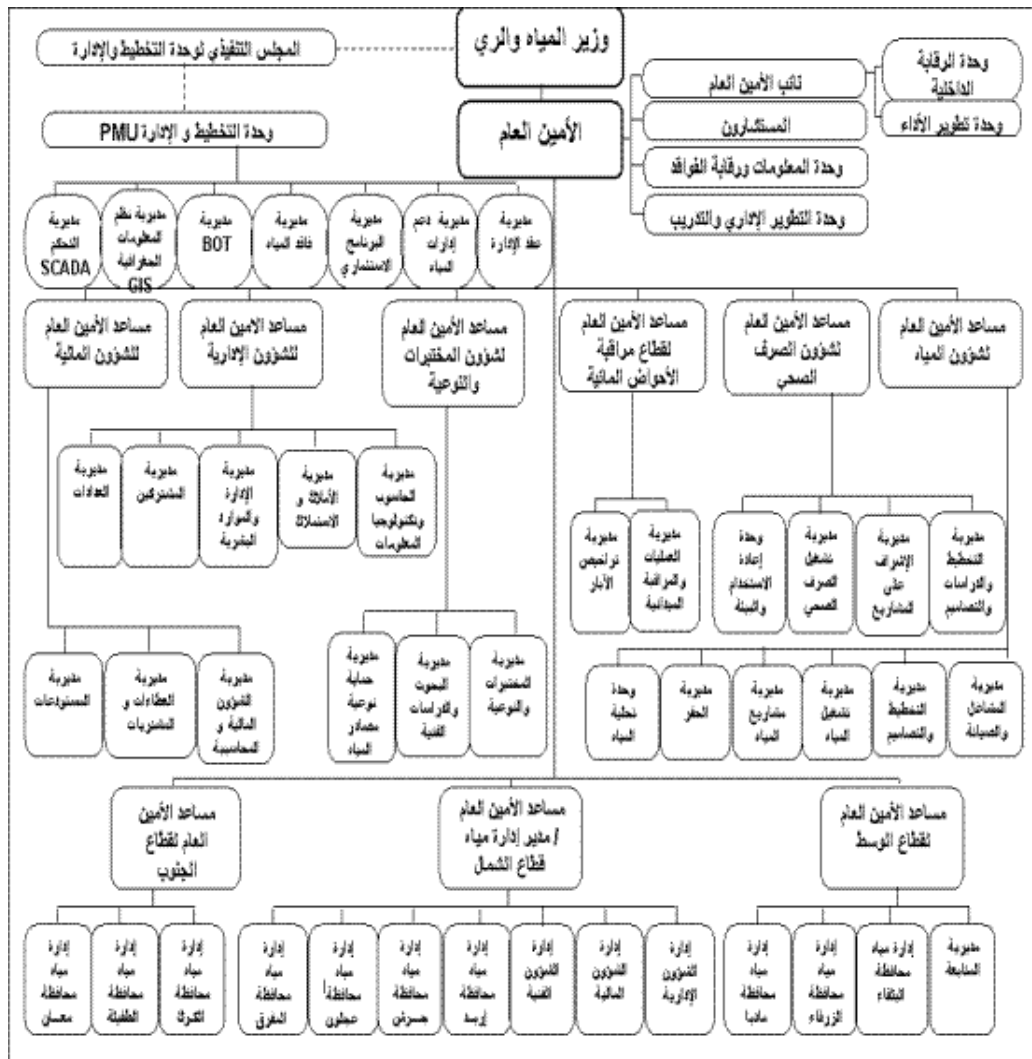 وزير المياه والري
المجلس التنفيذي لوحدة التخطيط والإدارة
الأمين العام
نائب الأمين العام
وحدة الرقابة
الداخلية
وحدة تطوير الأداء
المستشارون
وحدة المعلومات ورقابة الفواقد
وحدة التطوير الإداري والتدريب
وحدة التخطيط و الإدارة PMU
مديرية
عقد الإدارة
مديرية دعم
إدارات
المياه
مديرية
البرنامج
الاستثماري
مديرية
فاقد المياه
مديرية
BOT
مديرية نظم
المعلومات
الجغرافية
GIS
مديرية
التحكم
SCADA
مساعد الأمين العام
لشؤون المياه
مساعد الأمين العام
لشؤون الصرف
الصحي
مساعد الأمين العام
لقطاع مراقبة
الأحواض المائية
مساعد الأمين العام
لشؤون المختبرات
والنوعية
مساعد الأمين العام
للشؤون الإدارية
مساعد الأمين العام
للشؤون المالية
مديرية
الحاسوب
وتكنولوجيا
المعلومات
مديرية
الأملاك و
الاستملاك
مديرية
الإدارة
والموارد
البشرية
مديرية
المشتركين
مديرية
العدادات
مديرية
التخطيط
والدراسات
والتصاميم
مديرية
الإشراف
على
المشاريع
مديرية
تشغيل
الصرف
الصحي
وحدة
إعادة
الاستخدام
والبيئة
مديرية
العمليات
والمراقبة
الميدانية
مديرية
تراخيص
الآبار
مديرية
المشاغل
والصيانة
مديرية
التخطيط
والتصاميم
مديرية
تشغيل
المياه
مديرية
مشاريع
المياه
مديرية
الحفر
وحدة
تحلية
المياه
مديرية
المختبرات
والنوعية
مديرية
البحوث
والدراسات
الفنية
مديرية
حماية
نوعية
مصادر
المياه
مديرية
الشؤون
المالية و
المحاسبية
مديرية
العطاءات و
المشتريات
مديرية
المستودعات
مساعد الأمين العام
لقطاع الوسط
مساعد الأمين العام
/ مدير إدارة مياه
قطاع الشمال
مساعد الأمين
العام لقطاع
الجنوب
مديرية
المتابعة
إدارة مياه
محافظة
البلقاء
إدارة
مياه
محافظة
الزرقاء
إدارة
مياه
محافظة
مادبا
إدارة
الشؤون
الإدارية
إدارة
الشؤون
المالية
إدارة
الشؤون
الفنية
إدارة
مياه
محافظة
إربد
إدارة
مياه
محافظة
جرش
إدارة
مياه
محافظة
عجلون
إدارة
مياه
محافظة
المفرق
إدارة
مياه
محافظة
الكرك
إدارة
مياه
محافظة
الطفيلة
إدارة
مياه
محافظة
معان